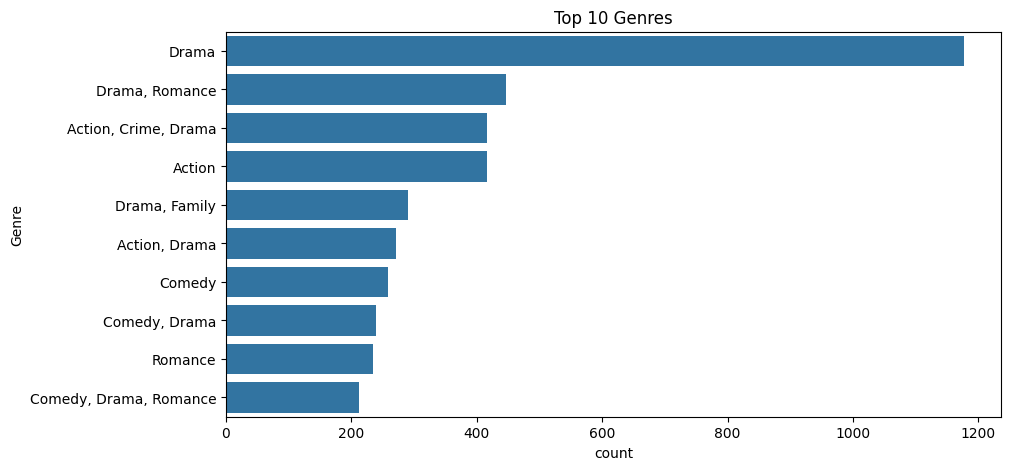 Top 10 Genres
Drama
Drama, Romance
Action, Crime, Drama
Action
Drama, Family
Action, Drama
Comedy
Comedy, Drama
Romance
Comedy, Drama, Romance
Genre
0 200 400 600 800 1000 1200
count